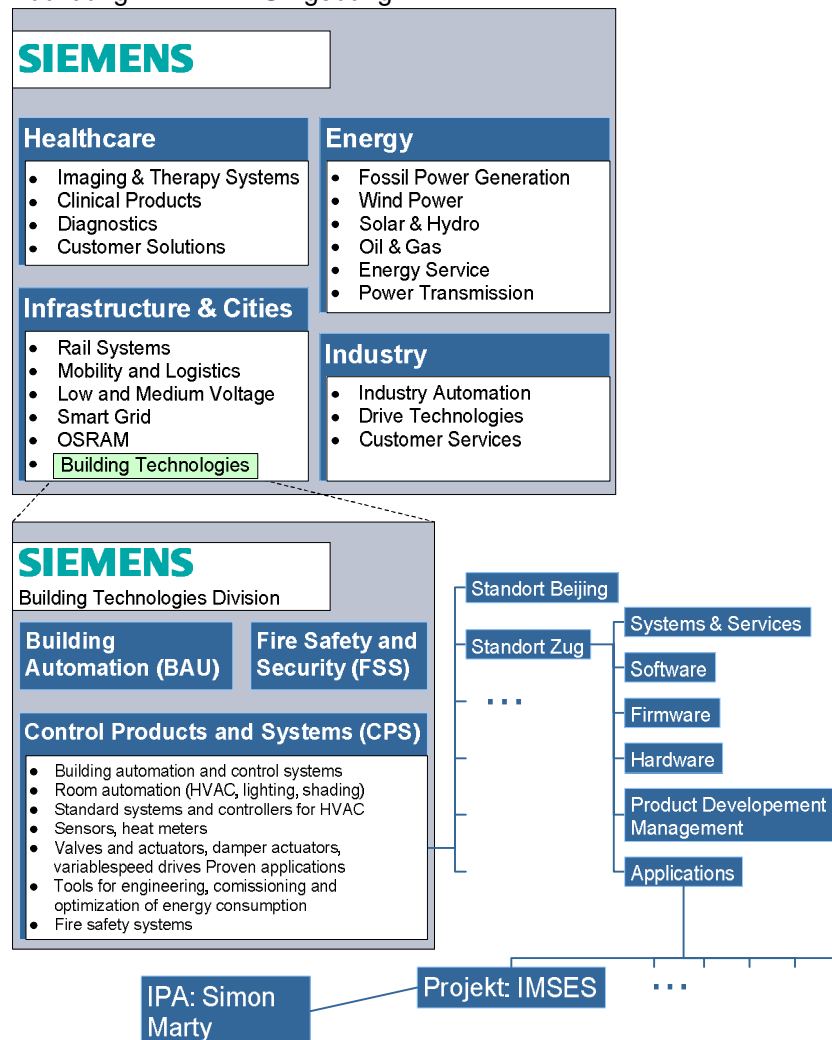 SIEMENS
Healthcare
• Imaging & Therapy Systems
• Clinical Products
• Diagnostics
• Customer Solutions
Energy
• Fossil Power Generation
• Wind Power
• Solar & Hydro
• Oil & Gas
• Energy Service
• Power Transmission
Infrastructure & Cities
• Rail Systems
• Mobility and Logistics
• Low and Medium Voltage
• Smart Grid
• OSRAM
• Building Technologies
Industry
• Industry Automation
• Drive Technologies
• Customer Services
SIEMENS
Building Technologies Division
Building
Automation (BAU)
Fire Safety and
Security (FSS)
Control Products and Systems (CPS)
• Building automation and control systems
• Room automation (HVAC, lighting, shading)
• Standard systems and controllers for HVAC
• Sensors, heat meters
• Valves and actuators, damper actuators,
variablespeed drives Proven applications
• Tools for engineering, comissioning and
optimization of energy consumption
• Fire safety systems
Standort Beijing
Standort Zug
...
Systems & Services
Software
Firmware
Hardware
Product Developement
Management
Applications
Projekt: IMSES
...
IPA: Simon
Marty